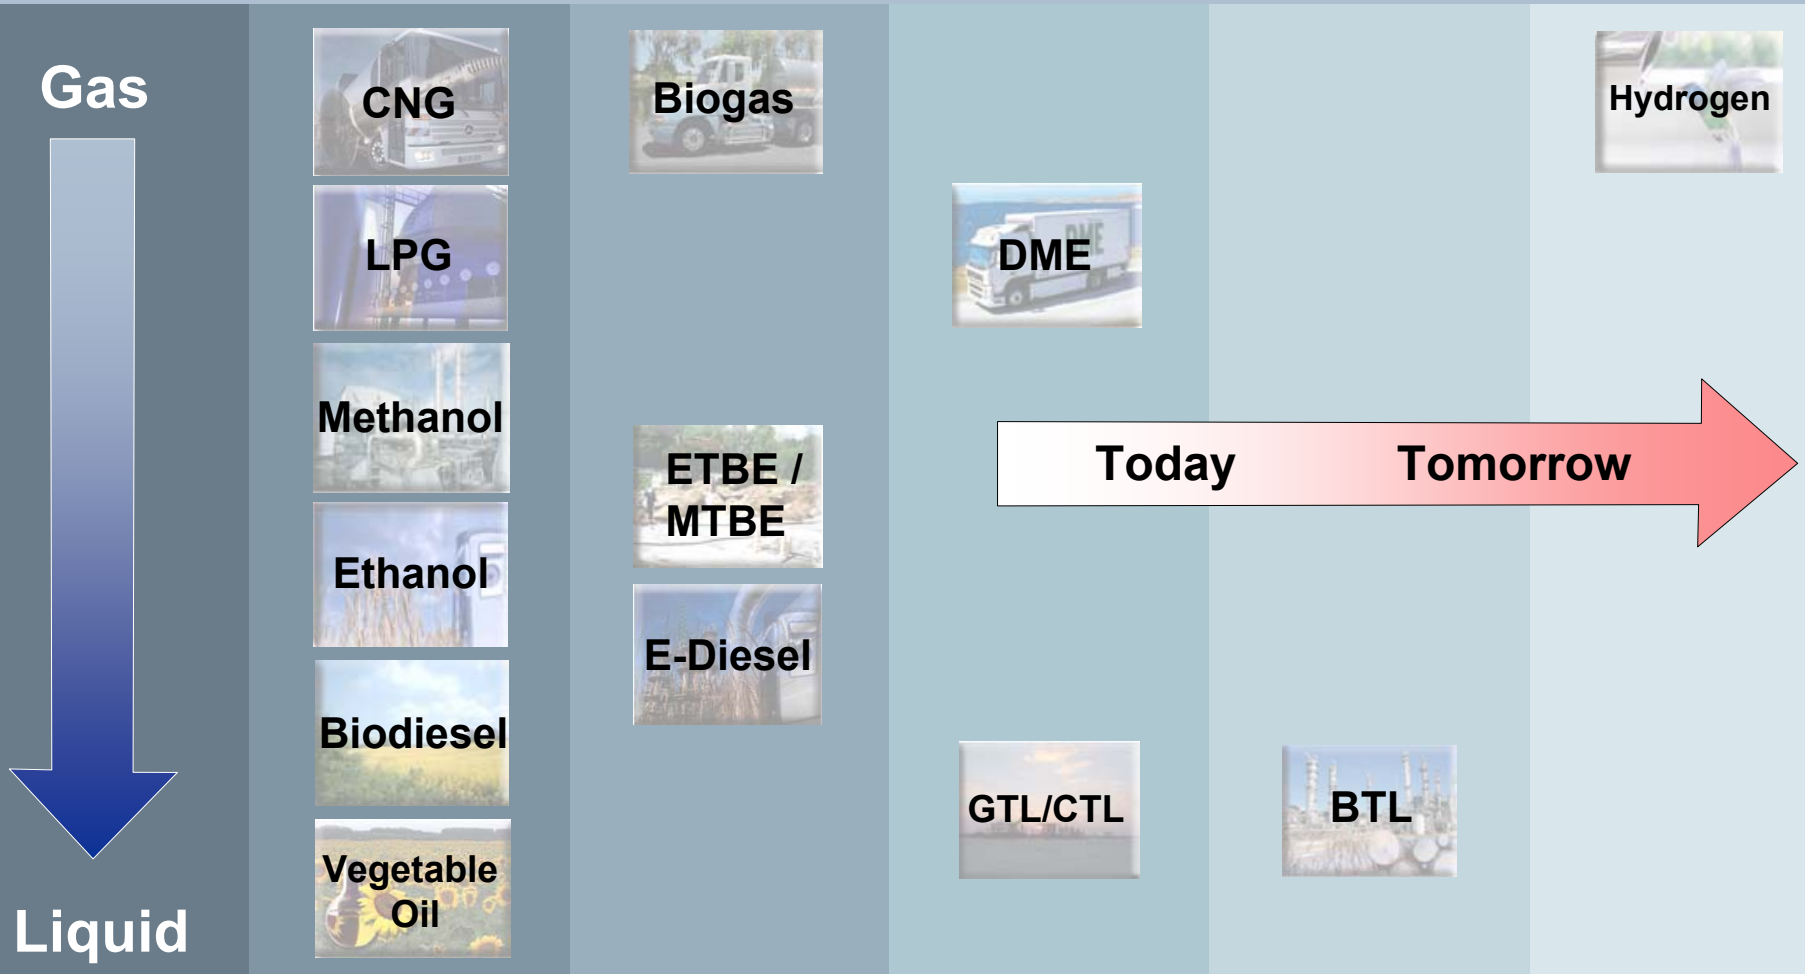 Gas
CNG
Biogas
Hydrogen
LPG
DME
DME
Methanol
ETBE /
MTBE
Today
Tomorrow
Ethanol
E-Diesel
Biodiesel
GTL/CTL
BTL
Vegetable
Oil
Liquid